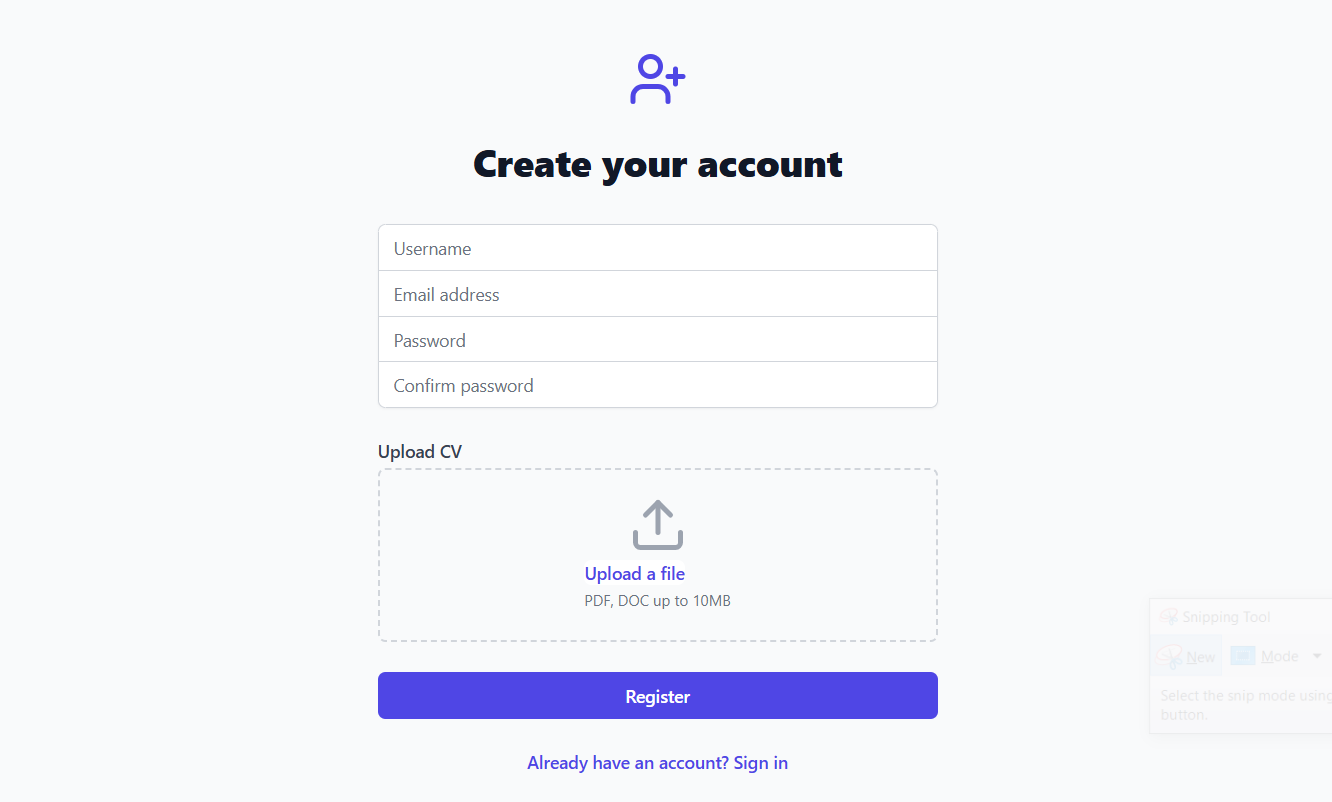 Create your account
Username
Email address
Password
Confirm password
Upload CV
Upload a file
PDF, DOC up to 10MB
Snipping Tool
New Mode
Register
Select the snip mode using
button.
Already have an account? Sign in